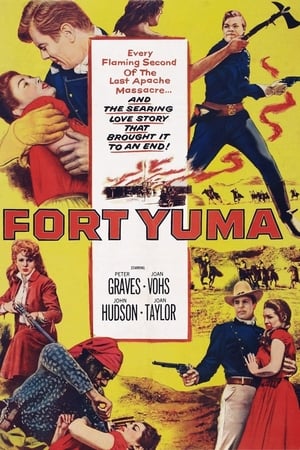 Every
Flaming Second
Of The
Last Apache
Massacre...
AND
THE SEARING
LOVE STORY
THAT
BROUGHT IT
TO AN END!
FORT YUMA
STARRING
PETER GRAVES · JOAN VOHS
JOHN HUDSON · JOAN TAYLOR